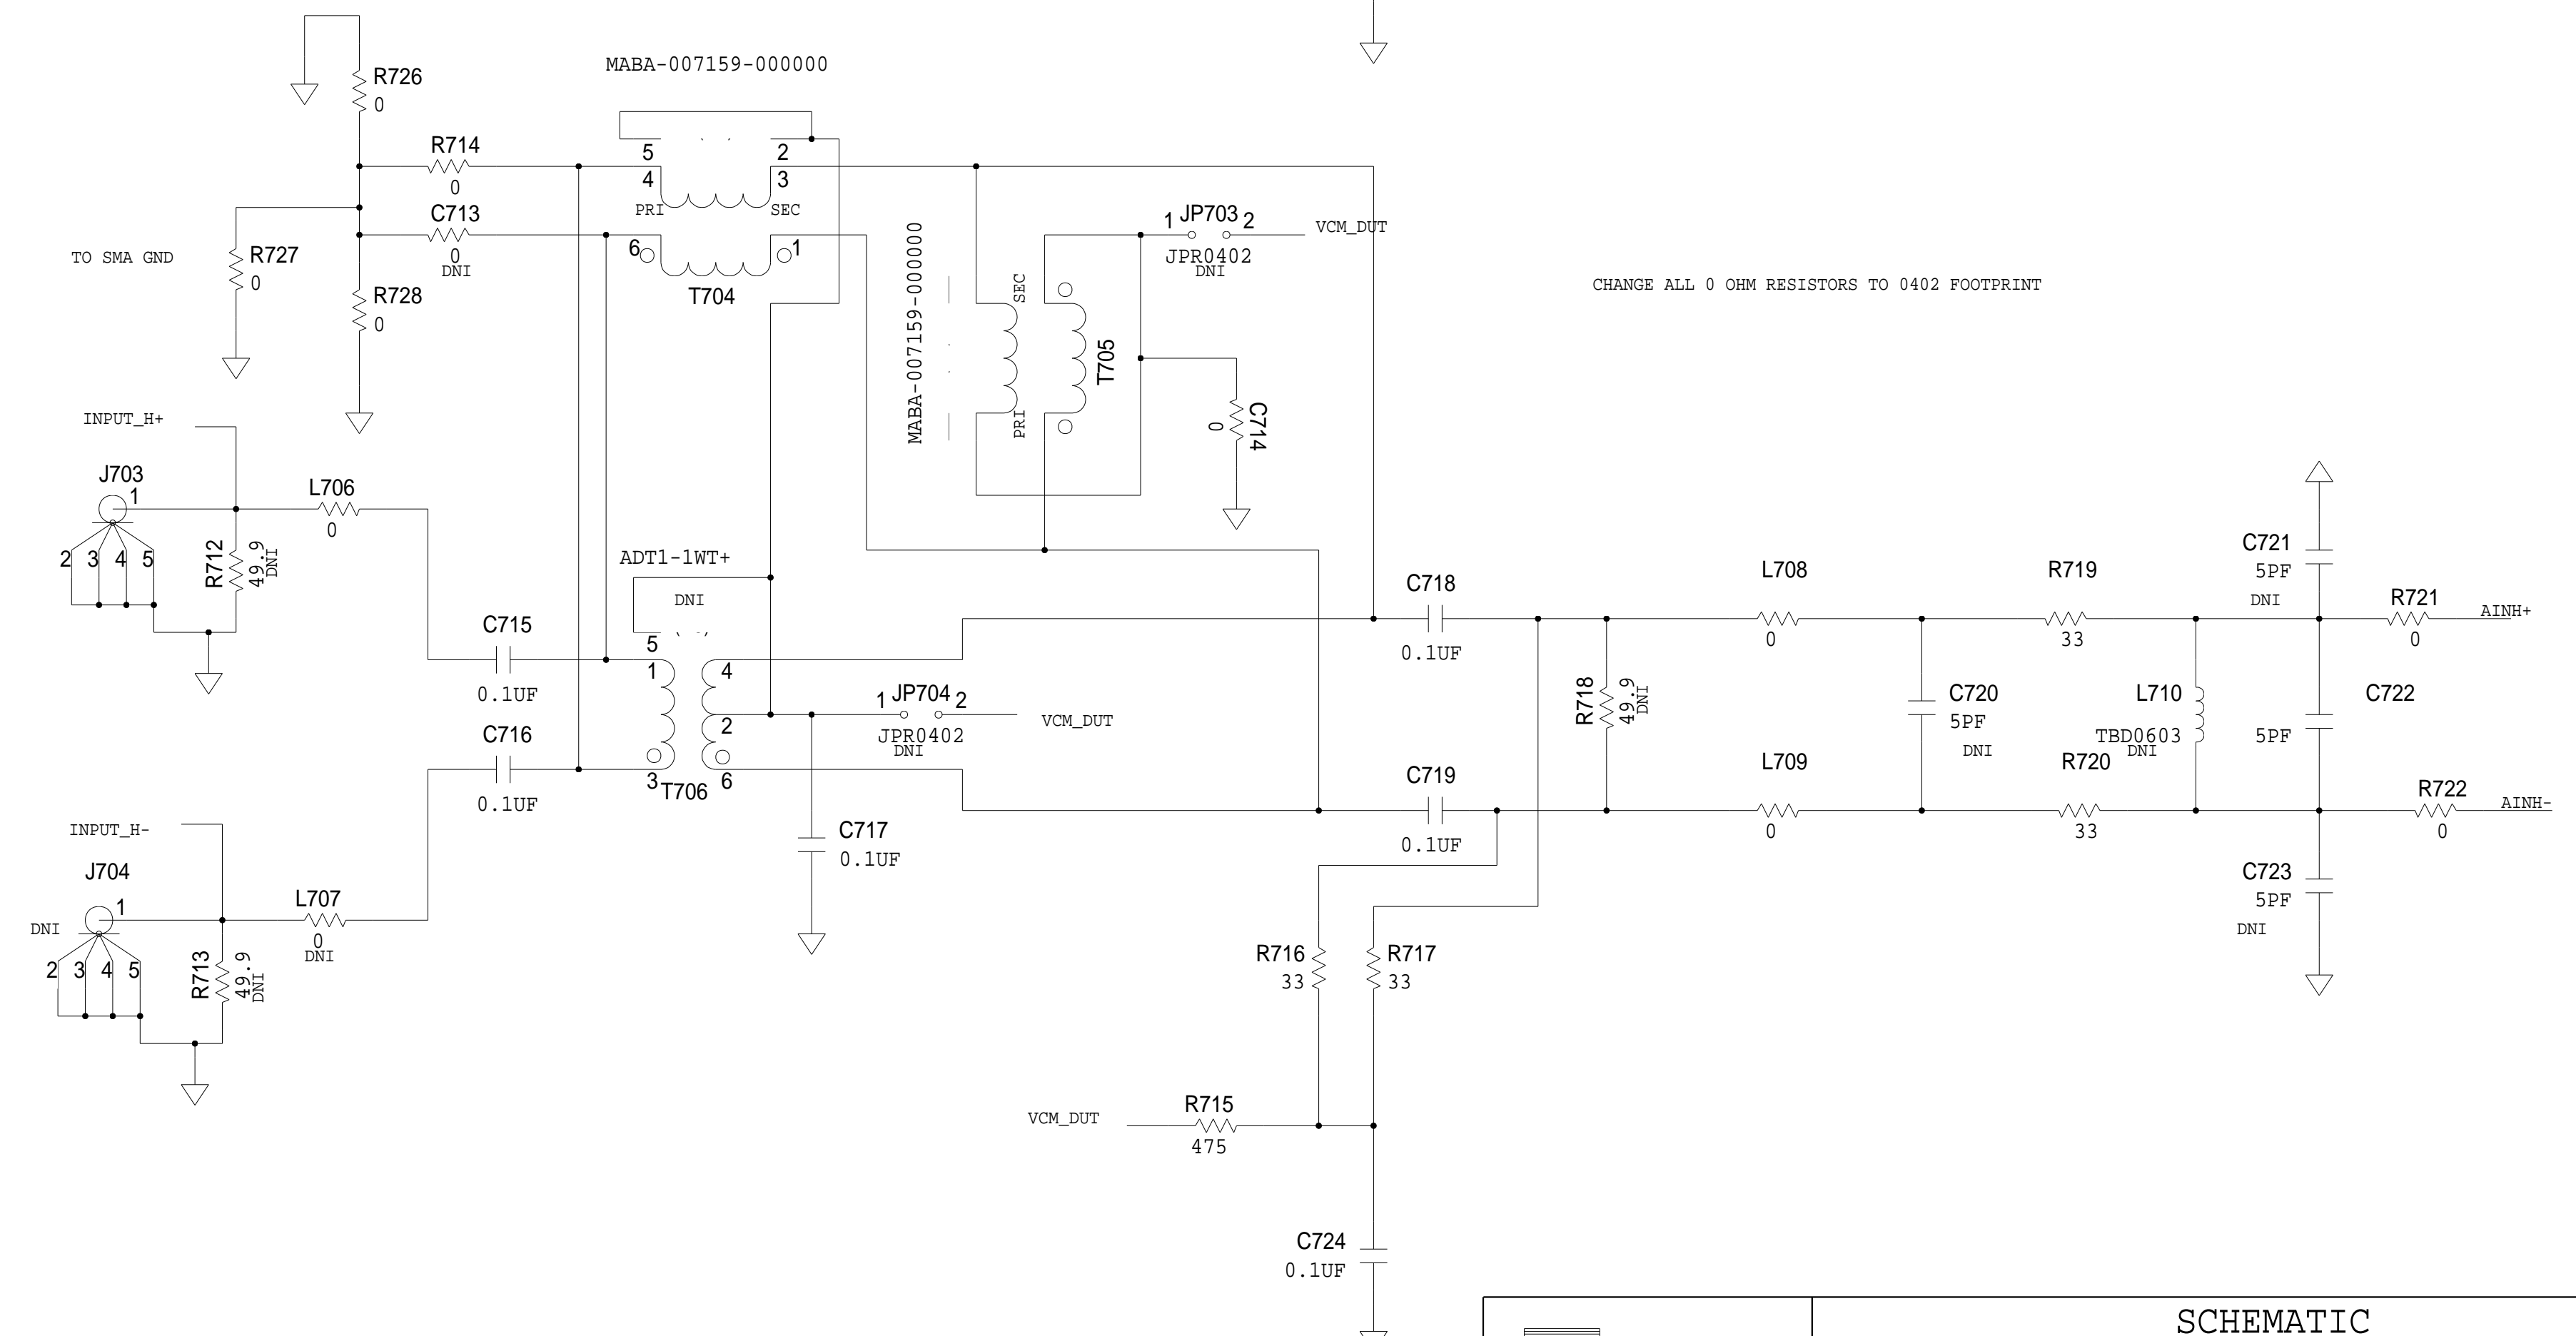 MABA-007159-000000
R726
0
R714
0
5
2
4
3
PRI
SEC
C713
0
DNI
6
1
T704
TO SMA GND
R727
0
R728
0
MABA-007159-000000
SEC
PRI
T705
1
JP703
2
JPR0402
DNI
VCM_DUT
C714
0
CHANGE ALL 0 OHM RESISTORS TO 0402 FOOTPRINT
INPUT_H+
J703
1
2
3
4
5
L706
0
R712
49.9
DNI
ADT1-1WT+
DNI
C715
0.1UF
5
1
4
2
3
6
T706
C716
0.1UF
1
JP704
2
JPR0402
DNI
VCM_DUT
C717
0.1UF
INPUT_H-
J704
1
DNI
2
3
4
5
L707
0
DNI
R713
49.9
DNI
C718
0.1UF
C719
0.1UF
R718
49.9
DNI
L708
0
L709
0
C720
5PF
DNI
R719
33
R720
33
L710
TBD0603
DNI
C721
5PF
DNI
C722
5PF
C723
5PF
DNI
R721
0
AINH+
R722
0
AINH-
R716
33
R717
33
VCM_DUT
R715
475
C724
0.1UF
SCHEMATIC